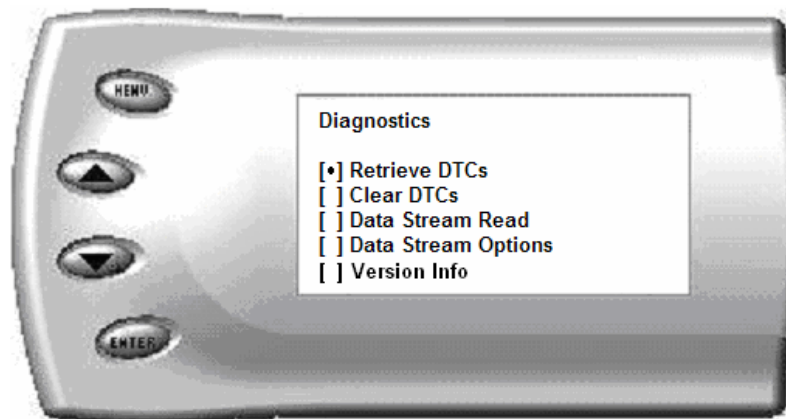 MENU
Diagnostics
[•] Retrieve DTCs
[ ] Clear DTCs
[ ] Data Stream Read
[ ] Data Stream Options
[ ] Version Info
ENTER